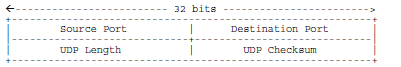 32 bits
Source Port | Destination Port
UDP Length | UDP Checksum